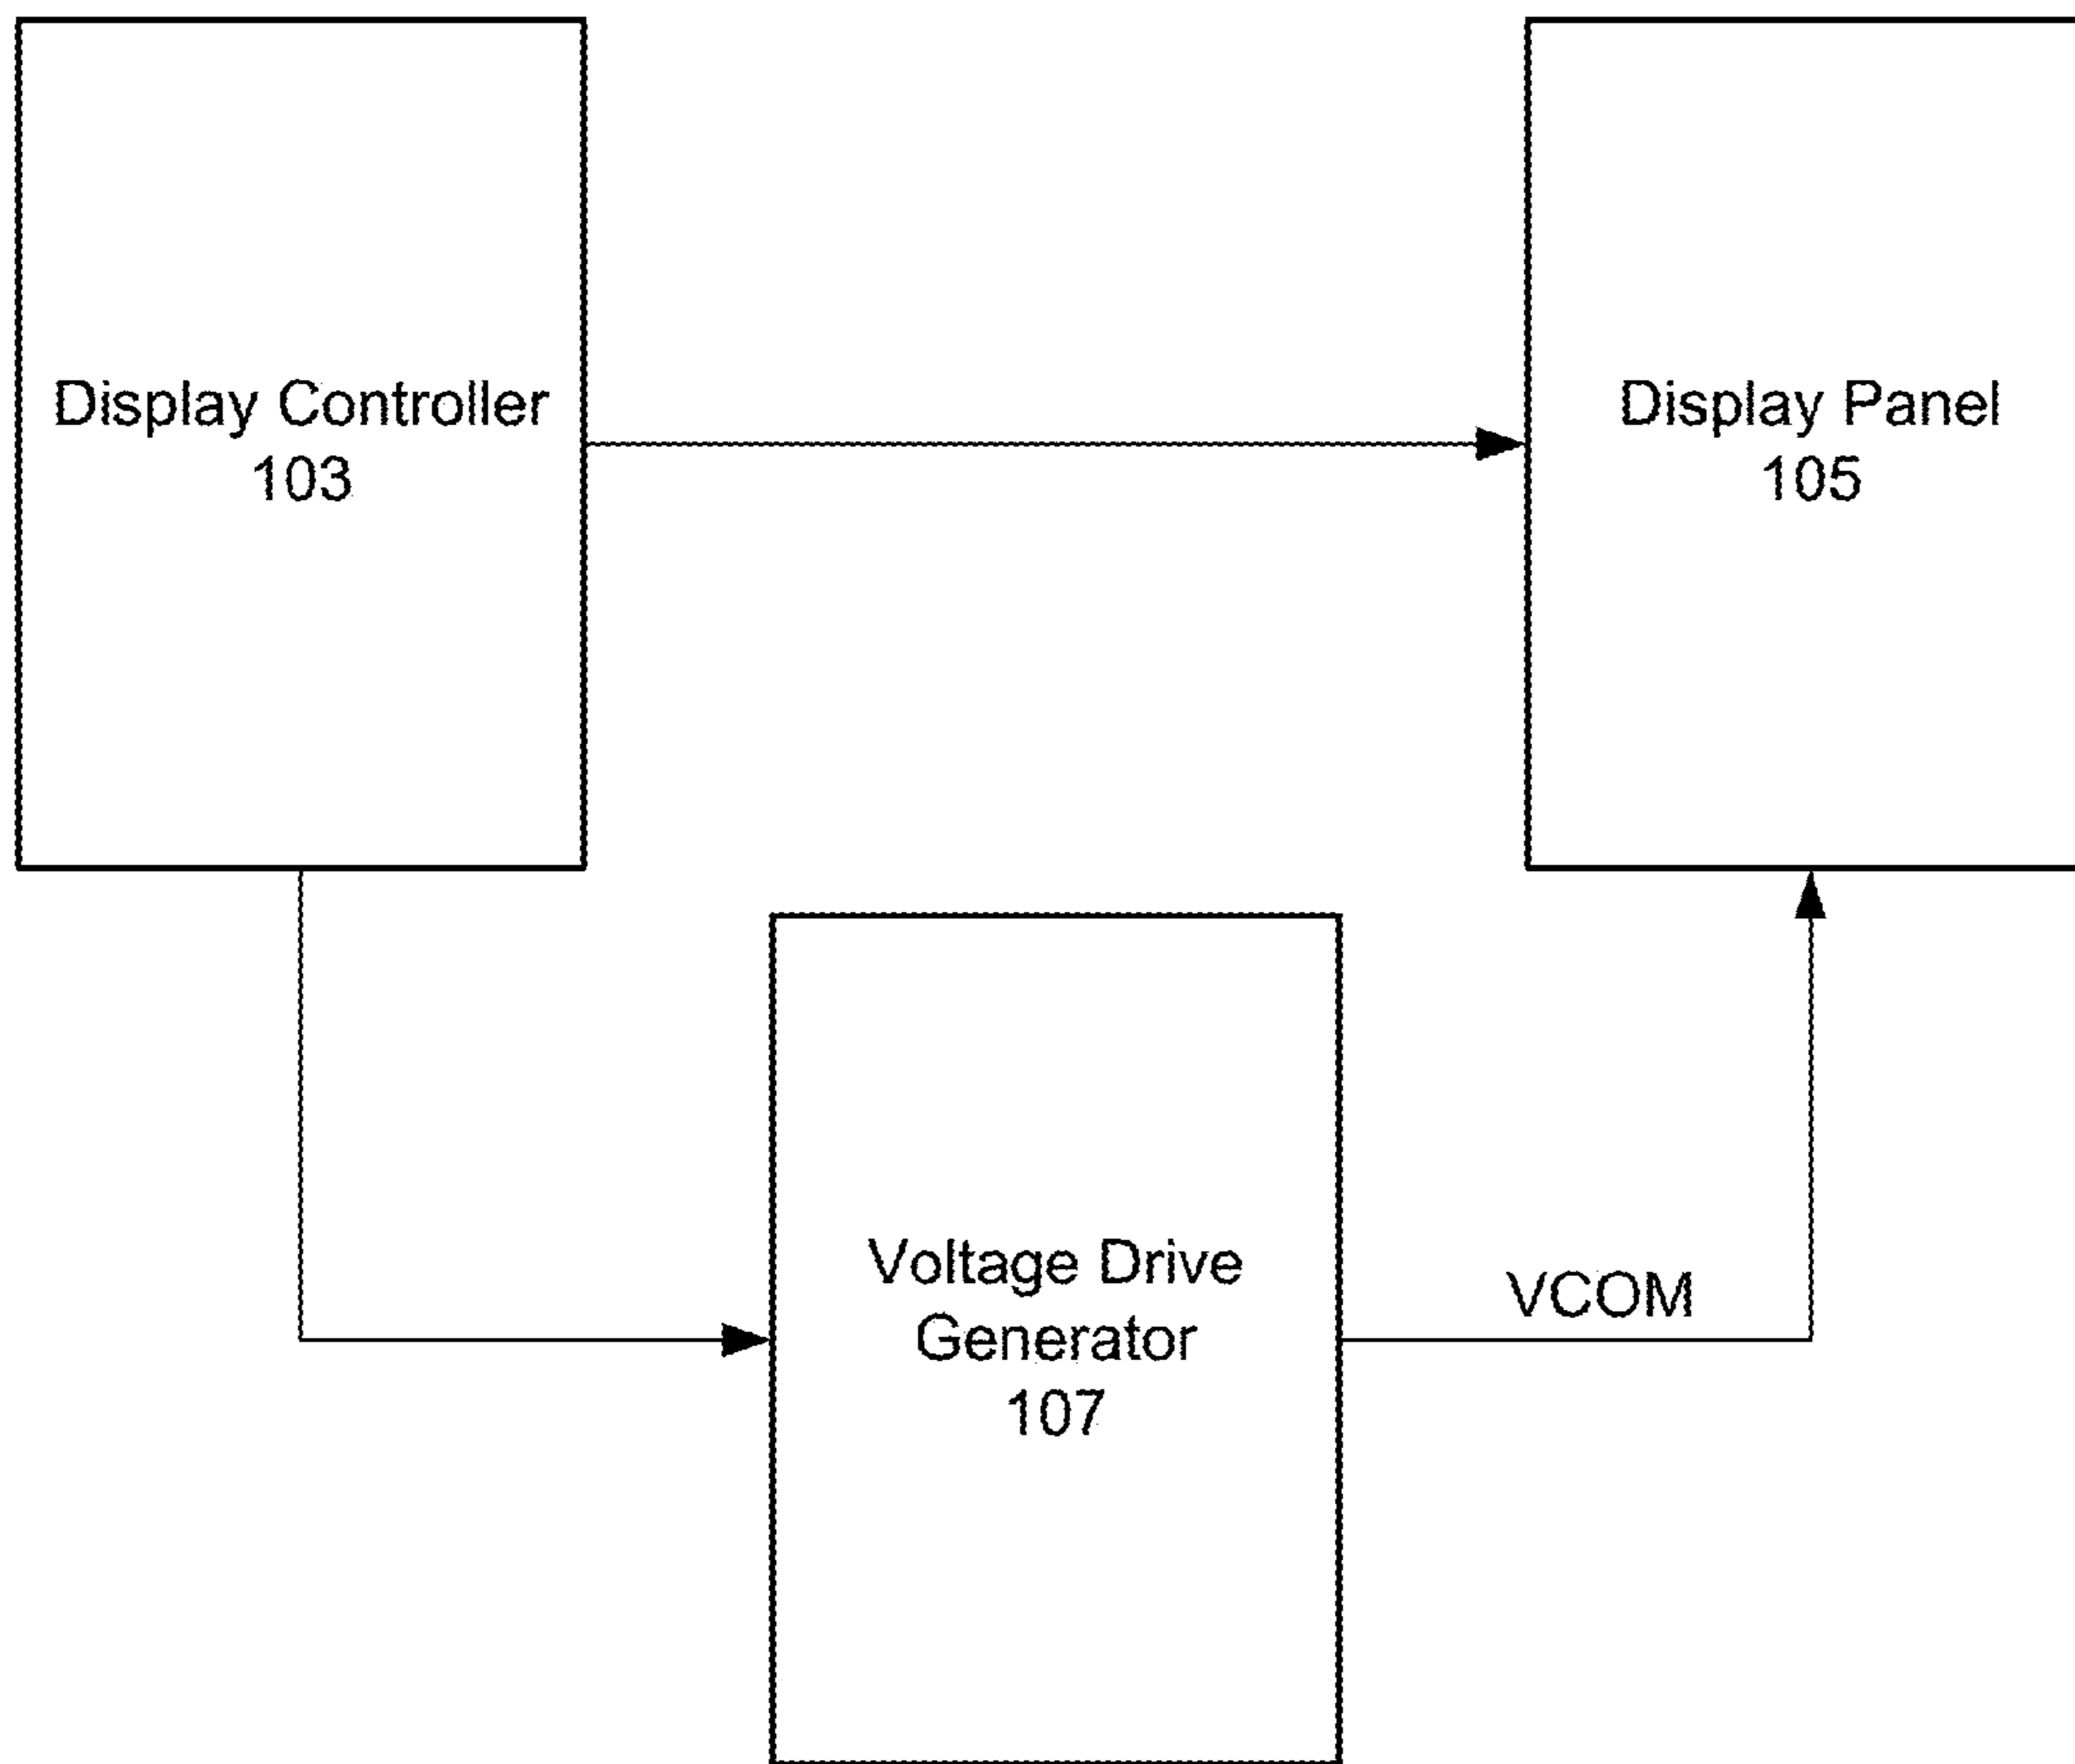 Display Controller
103
Display Panel
105
Voltage Drive
Generator
107
VCOM